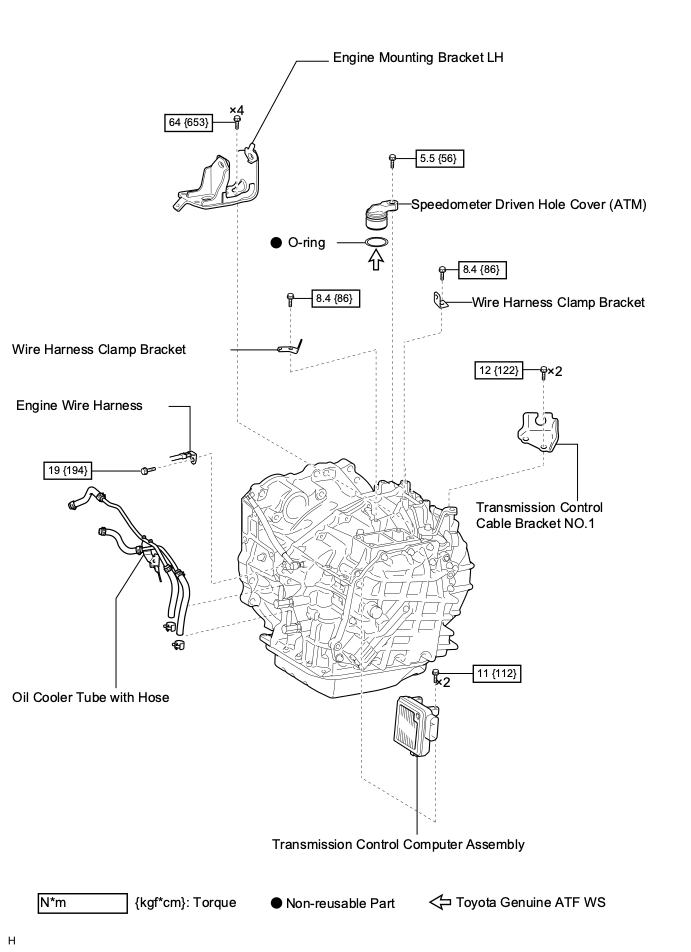 Engine Mounting Bracket LH
×4
64 {653}
5.5 {56}
Speedometer Driven Hole Cover (ATM)
● O-ring
8.4 {86}
8.4 {86}
Wire Harness Clamp Bracket
Wire Harness Clamp Bracket
12 {122}
×2
Engine Wire Harness
19 {194}
Transmission Control
Cable Bracket NO.1
11 {112}
×2
Oil Cooler Tube with Hose
Transmission Control Computer Assembly
N*m {kgf*cm}: Torque ● Non-reusable Part Toyota Genuine ATF WS
H